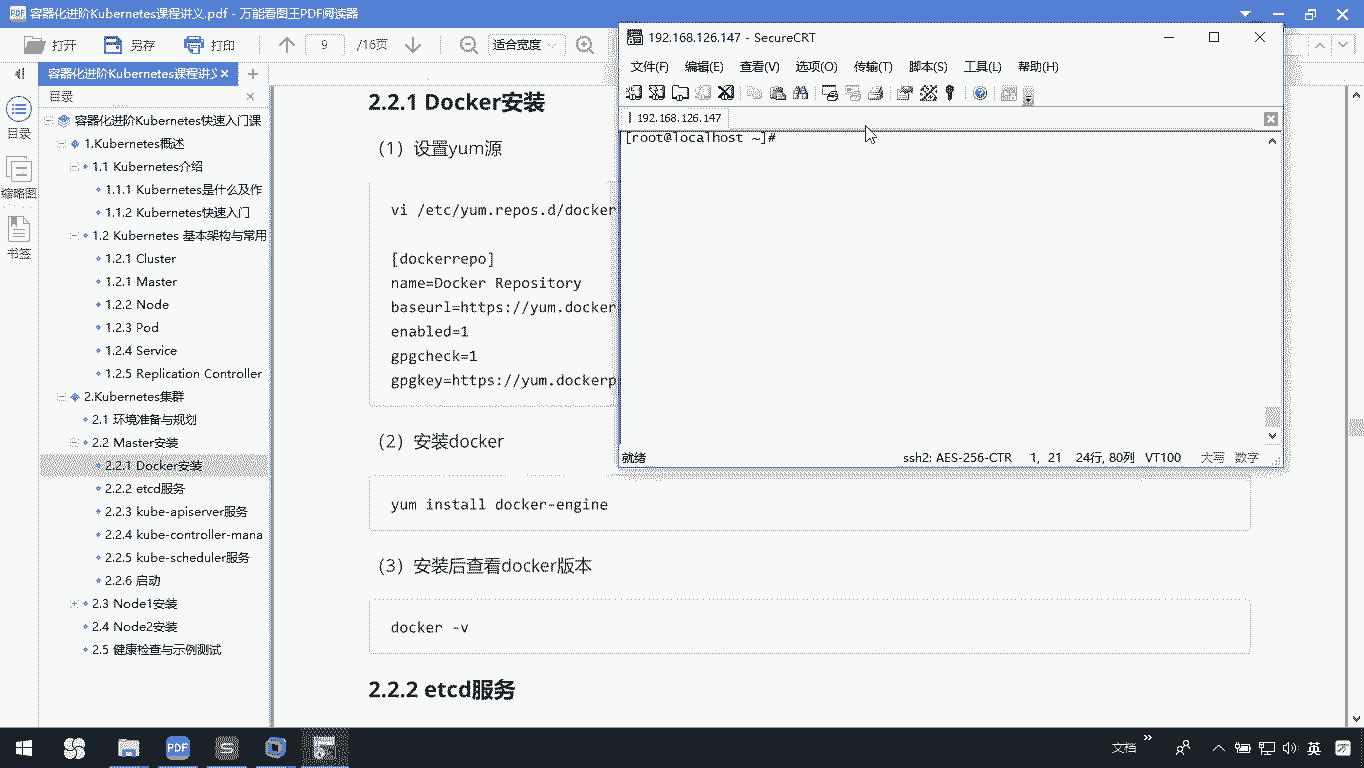 容器化进阶Kubernetes课程讲义.pdf - 万能看图王PDF阅读器
打开 另存 打印 9 /16页 适合宽度
容器化进阶Kubernetes课程讲义
目录
目录
缩略图
书签
容器化进阶Kubernetes快速入门课
1.Kubernetes概述
1.1 Kubernetes介绍
1.1.1 Kubernetes是什么及作
1.1.2 Kubernetes快速入门
1.2 Kubernetes 基本架构与常用
1.2.1 Cluster
1.2.1 Master
1.2.2 Node
1.2.3 Pod
1.2.4 Service
1.2.5 Replication Controller
2.Kubernetes集群
2.1 环境准备与规划
2.2 Master安装
2.2.1 Docker安装
2.2.2 etcd服务
2.2.3 kube-apiserver服务
2.2.4 kube-controller-mana
2.2.5 kube-scheduler服务
2.2.6 启动
2.3 Node1安装
2.4 Node2安装
2.5 健康检查与示例测试
2.2.1 Docker安装
（1）设置yum源
vi /etc/yum.repos.d/docker
[dockerrepo]
name=Docker Repository
baseurl=https://yum.docker
enabled=1
gpgcheck=1
gpgkey=https://yum.dockerp
（2）安装docker
yum install docker-engine
（3）安装后查看docker版本
docker -v
2.2.2 etcd服务
192.168.126.147 - SecureCRT
文件(F) 编辑(E) 查看(V) 选项(O) 传输(T) 脚本(S) 工具(L) 帮助(H)
192.168.126.147
[root@localhost ~]#
就绪 ssh2: AES-256-CTR 1, 21 24行, 80列 VT100 大写 数字
PDF
文档 英